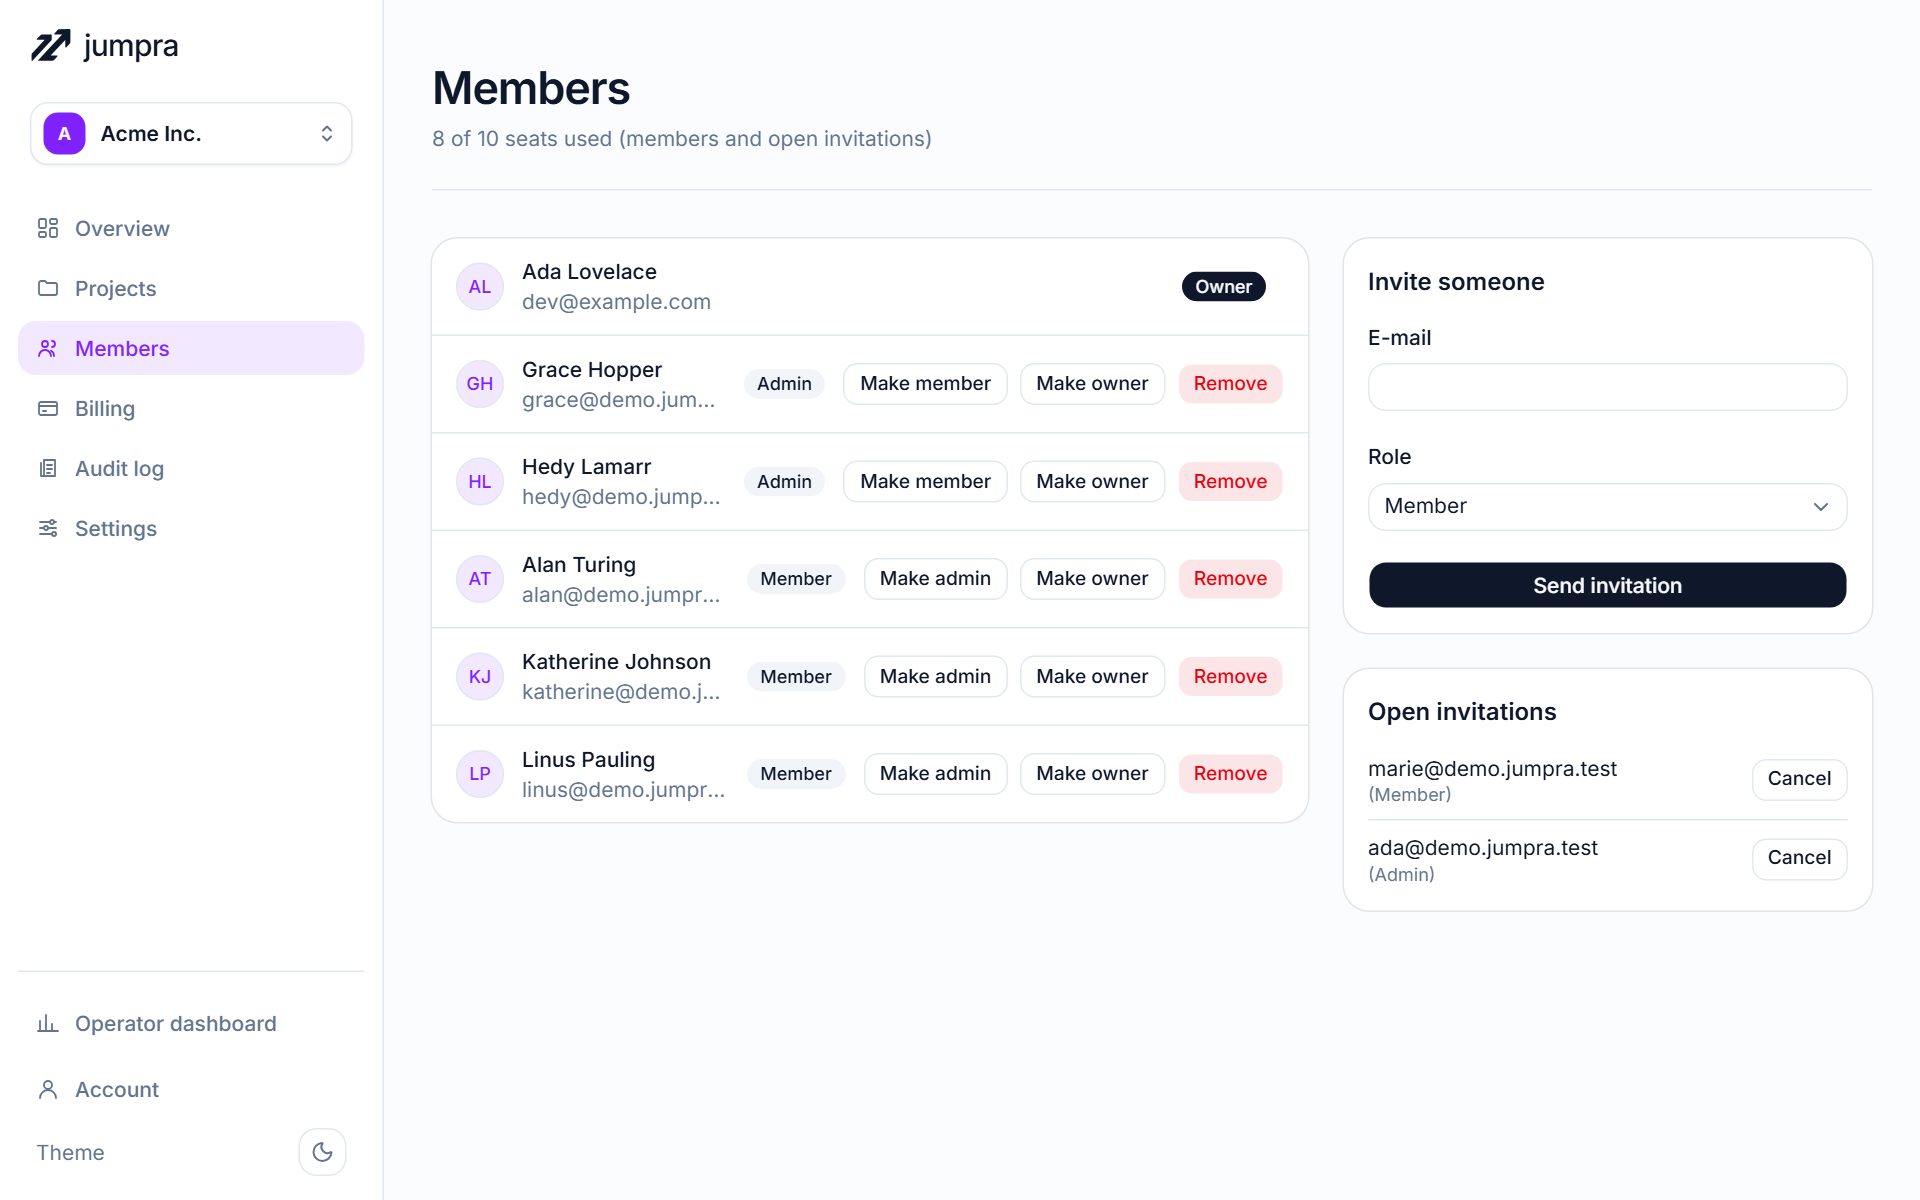 jumpra
A
Acme Inc.
Overview
Projects
Members
Billing
Audit log
Settings
Operator dashboard
Account
Theme
Members
8 of 10 seats used (members and open invitations)
AL
Ada Lovelace
dev@example.com
Owner
GH
Grace Hopper
grace@demo.jum...
Admin
Make member
Make owner
Remove
HL
Hedy Lamarr
hedy@demo.jump...
Admin
Make member
Make owner
Remove
AT
Alan Turing
alan@demo.jumpr...
Member
Make admin
Make owner
Remove
KJ
Katherine Johnson
katherine@demo.j...
Member
Make admin
Make owner
Remove
LP
Linus Pauling
linus@demo.jumpr...
Member
Make admin
Make owner
Remove
Invite someone
E-mail
Role
Member
Send invitation
Open invitations
marie@demo.jumpra.test
(Member)
Cancel
ada@demo.jumpra.test
(Admin)
Cancel